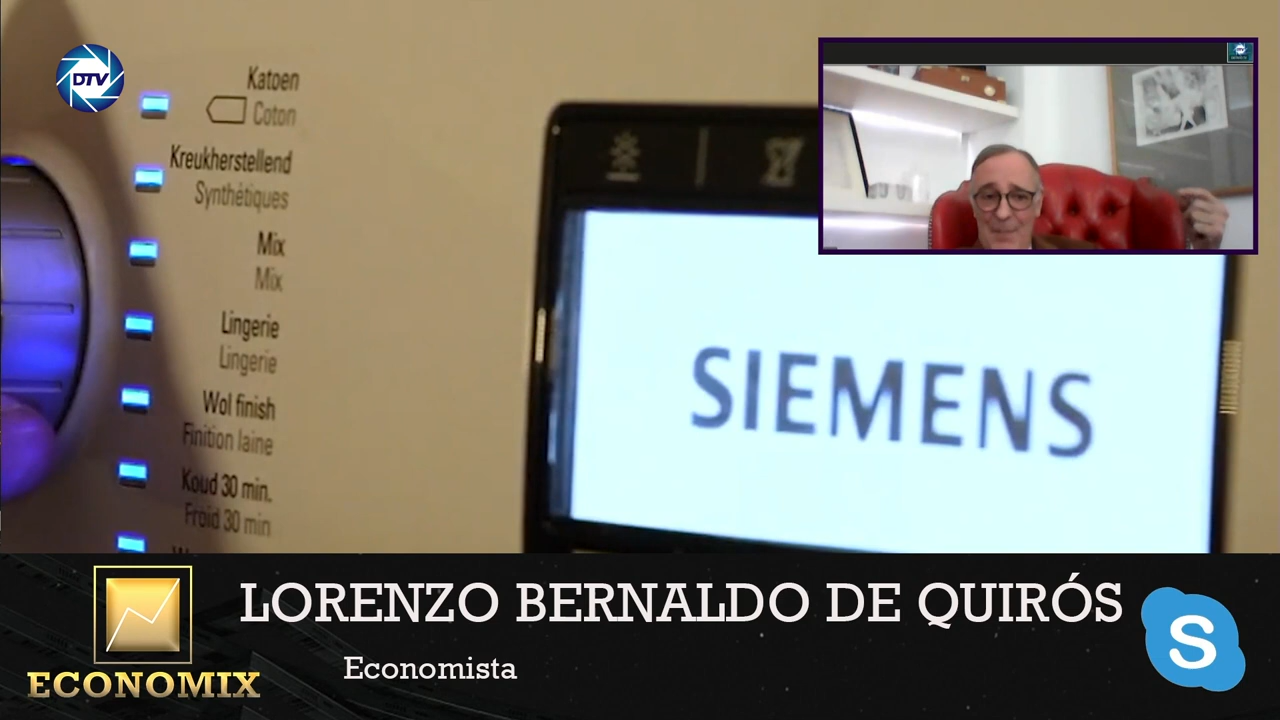 DTV
Katoen
Coton
Kreukherstellend
Synthétiques
Mix
Mix
Lingerie
Lingerie
Wol finish
Finition laine
Koud 30 min.
Froid 30 min
SIEMENS
LORENZO BERNALDO DE QUIRÓS
Economista
ECONOMIX
S